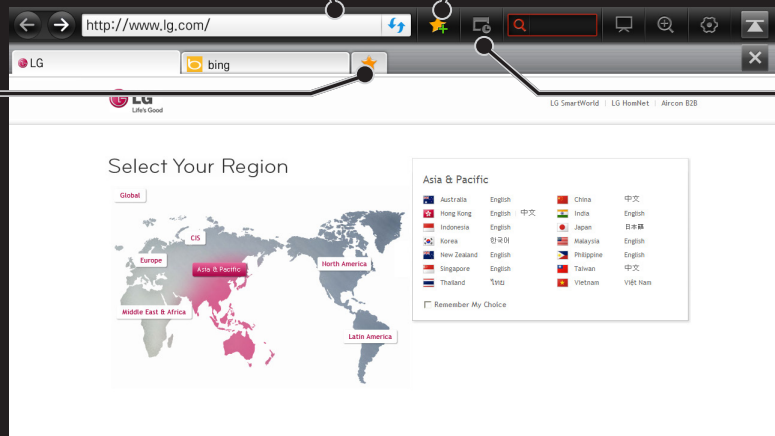 http://www.lg.com/
LG
bing
LG
Life's Good
LG SmartWorld | LG HomNet | Aircon B2B
Select Your Region
Global
CIS
Europe
Asia & Pacific
North America
Middle East & Africa
Latin America
Asia & Pacific
Australia English
China 中文
Hong Kong English | 中文
India English
Indonesia English
Japan 日本語
Korea 한국어
Malaysia English
New Zealand English
Philippine English
Singapore English
Taiwan 中文
Thailand ไทย
Vietnam Việt Nam
Remember My Choice